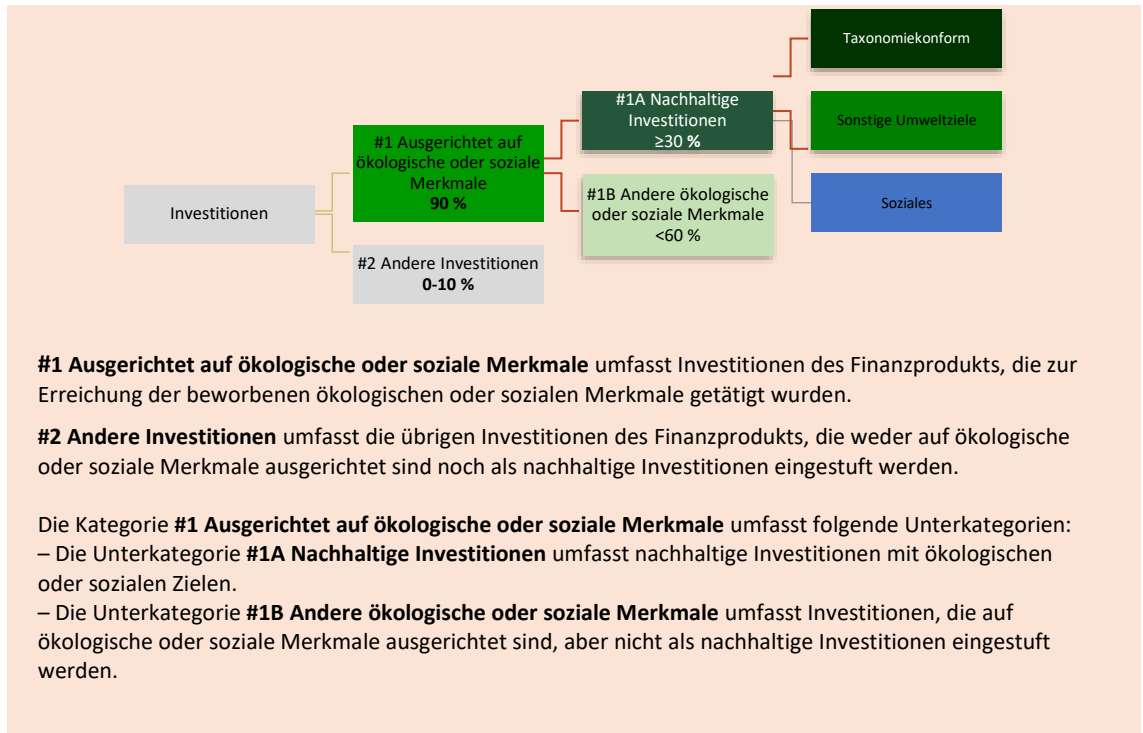 Taxonomiekonform
#1A Nachhaltige
Investitionen
≥30 %
Sonstige Umweltziele
#1 Ausgerichtet auf
ökologische oder soziale
Merkmale
90 %
#1B Andere ökologische
oder soziale Merkmale
<60 %
Soziales
Investitionen
#2 Andere Investitionen
0-10 %
#1 Ausgerichtet auf ökologische oder soziale Merkmale umfasst Investitionen des Finanzprodukts, die zur
Erreichung der beworbenen ökologischen oder sozialen Merkmale getätigt wurden.
#2 Andere Investitionen umfasst die übrigen Investitionen des Finanzprodukts, die weder auf ökologische
oder soziale Merkmale ausgerichtet sind noch als nachhaltige Investitionen eingestuft werden.
Die Kategorie #1 Ausgerichtet auf ökologische oder soziale Merkmale umfasst folgende Unterkategorien:
– Die Unterkategorie #1A Nachhaltige Investitionen umfasst nachhaltige Investitionen mit ökologischen
oder sozialen Zielen.
– Die Unterkategorie #1B Andere ökologische oder soziale Merkmale umfasst Investitionen, die auf
ökologische oder soziale Merkmale ausgerichtet sind, aber nicht als nachhaltige Investitionen eingestuft
werden.